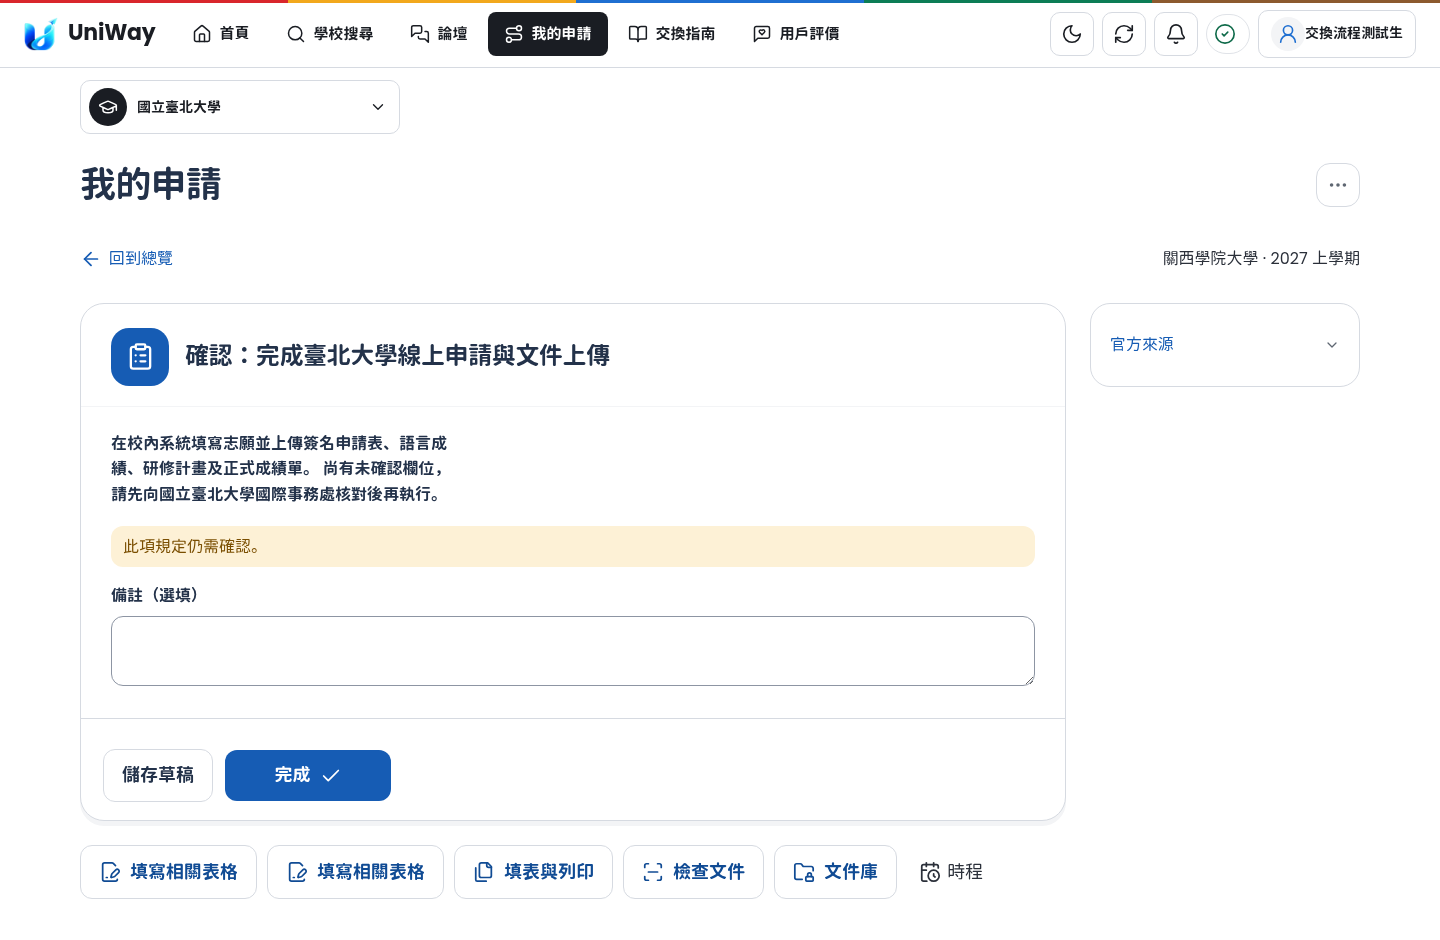 UniWay
首頁
學校搜尋
論壇
我的申請
交換指南
用戶評價
交換流程測試生
國立臺北大學
我的申請
回到總覽
關西學院大學 · 2027 上學期
確認：完成臺北大學線上申請與文件上傳
官方來源
在校內系統填寫志願並上傳簽名申請表、語言成
績、研修計畫及正式成績單。 尚有未確認欄位，
請先向國立臺北大學國際事務處核對後再執行。
此項規定仍需確認。
備註（選填）
儲存草稿
完成
填寫相關表格
填寫相關表格
填表與列印
檢查文件
文件庫
時程